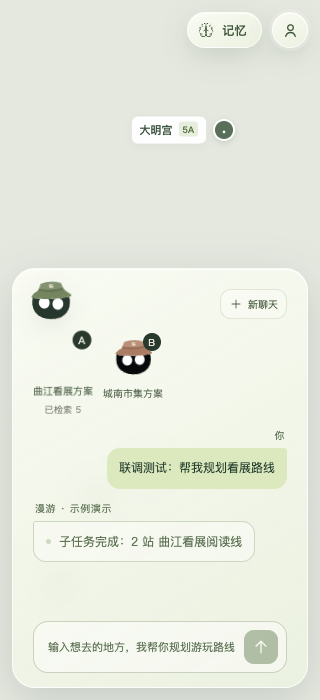 记忆
大明宫 5A
新聊天
A
B
曲江看展方案
城南市集方案
已检索 5
你
联调测试：帮我规划看展路线
漫游 · 示例演示
子任务完成：2 站 曲江看展阅读线
输入想去的地方，我帮你规划游玩路线